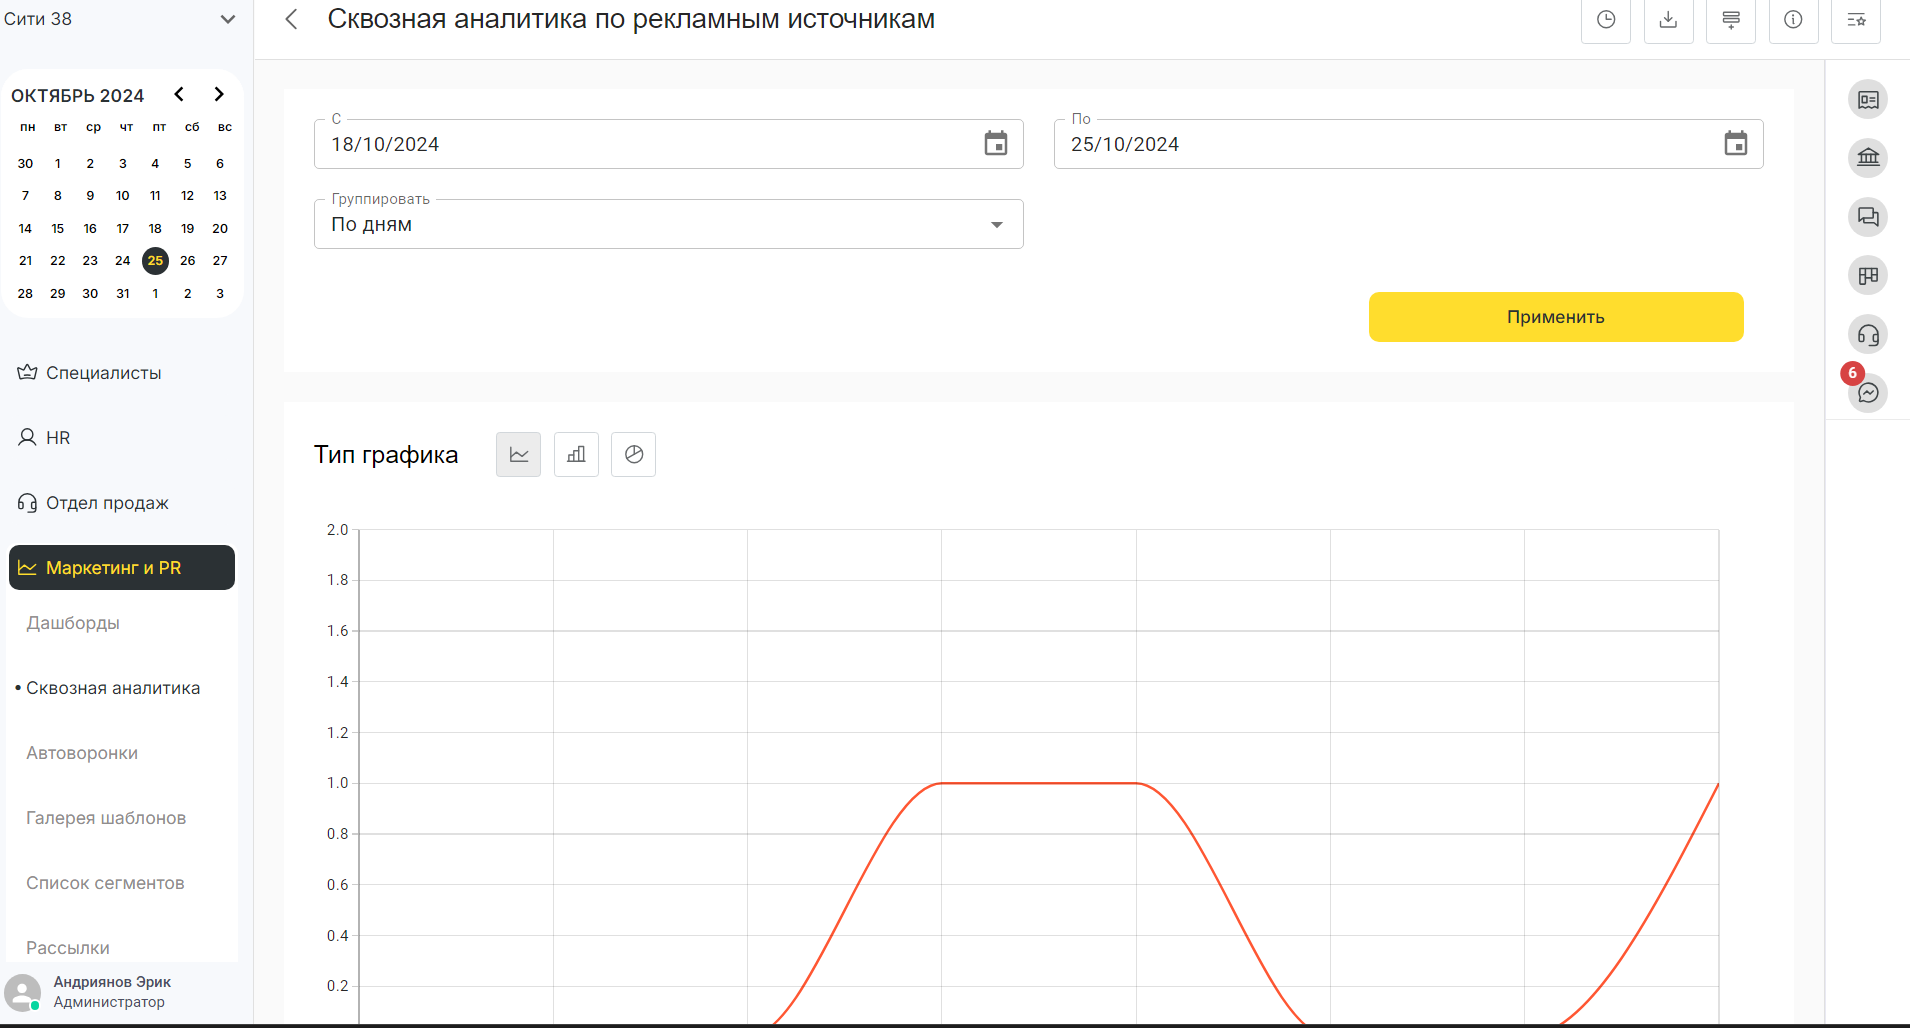 Сити 38
Сквозная аналитика по рекламным источникам
ОКТЯБРЬ 2024
пн вт ср чт пт сб вс
30 1 2 3 4 5 6
7 8 9 10 11 12 13
14 15 16 17 18 19 20
21 22 23 24 25 26 27
28 29 30 31 1 2 3
Специалисты
HR
Отдел продаж
Маркетинг и PR
Дашборды
• Сквозная аналитика
Автоворонки
Галерея шаблонов
Список сегментов
Рассылки
Андриянов Эрик
Администратор
С
18/10/2024
По
25/10/2024
Группировать
По дням
Применить
Тип графика
2.0
1.8
1.6
1.4
1.2
1.0
0.8
0.6
0.4
0.2
6